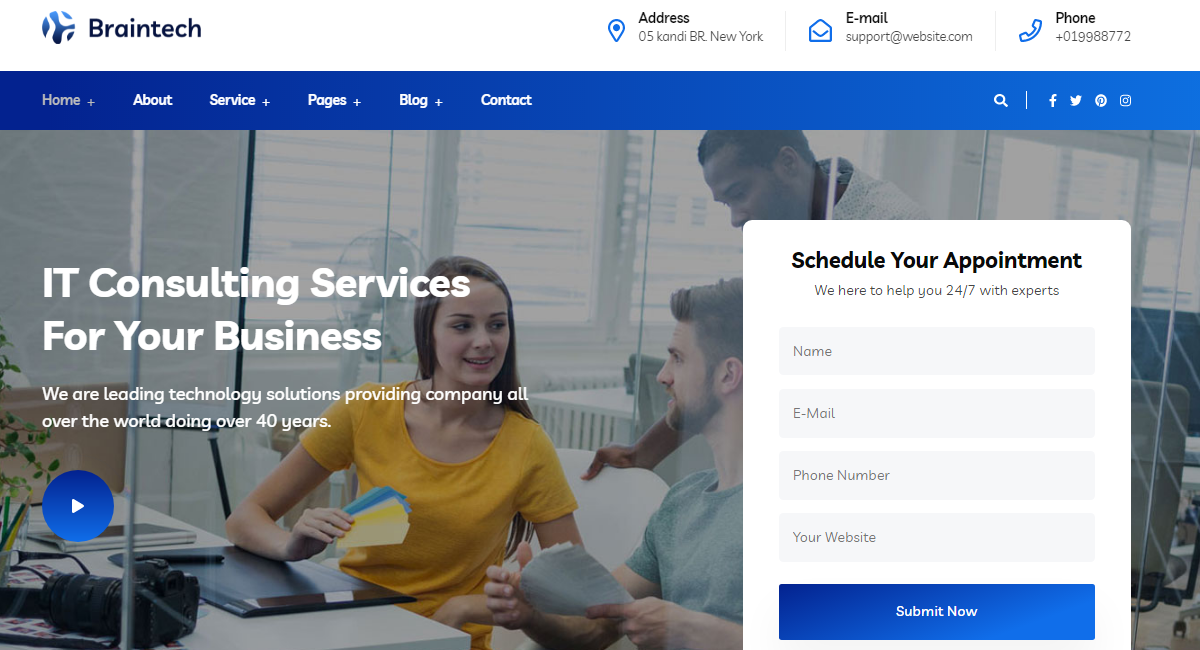 Braintech
Address
05 kandi BR. New York
E-mail
support@website.com
Phone
+019988772
Home +
About
Service +
Pages +
Blog +
Contact
IT Consulting Services
For Your Business
We are leading technology solutions providing company all
over the world doing over 40 years.
Schedule Your Appointment
We here to help you 24/7 with experts
Name
E-Mail
Phone Number
Your Website
Submit Now